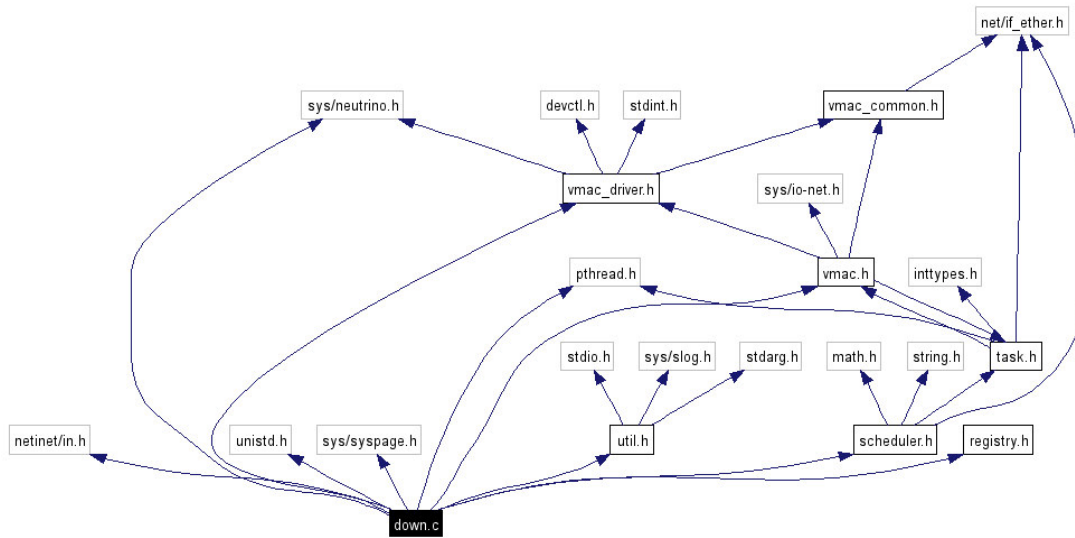 net/if_ether.h
sys/neutrino.h
devctl.h
stdint.h
vmac_common.h
vmac_driver.h
sys/io-net.h
pthread.h
vmac.h
inttypes.h
stdio.h
sys/slog.h
stdarg.h
math.h
string.h
task.h
netinet/in.h
unistd.h
sys/syspage.h
util.h
scheduler.h
registry.h
down.c